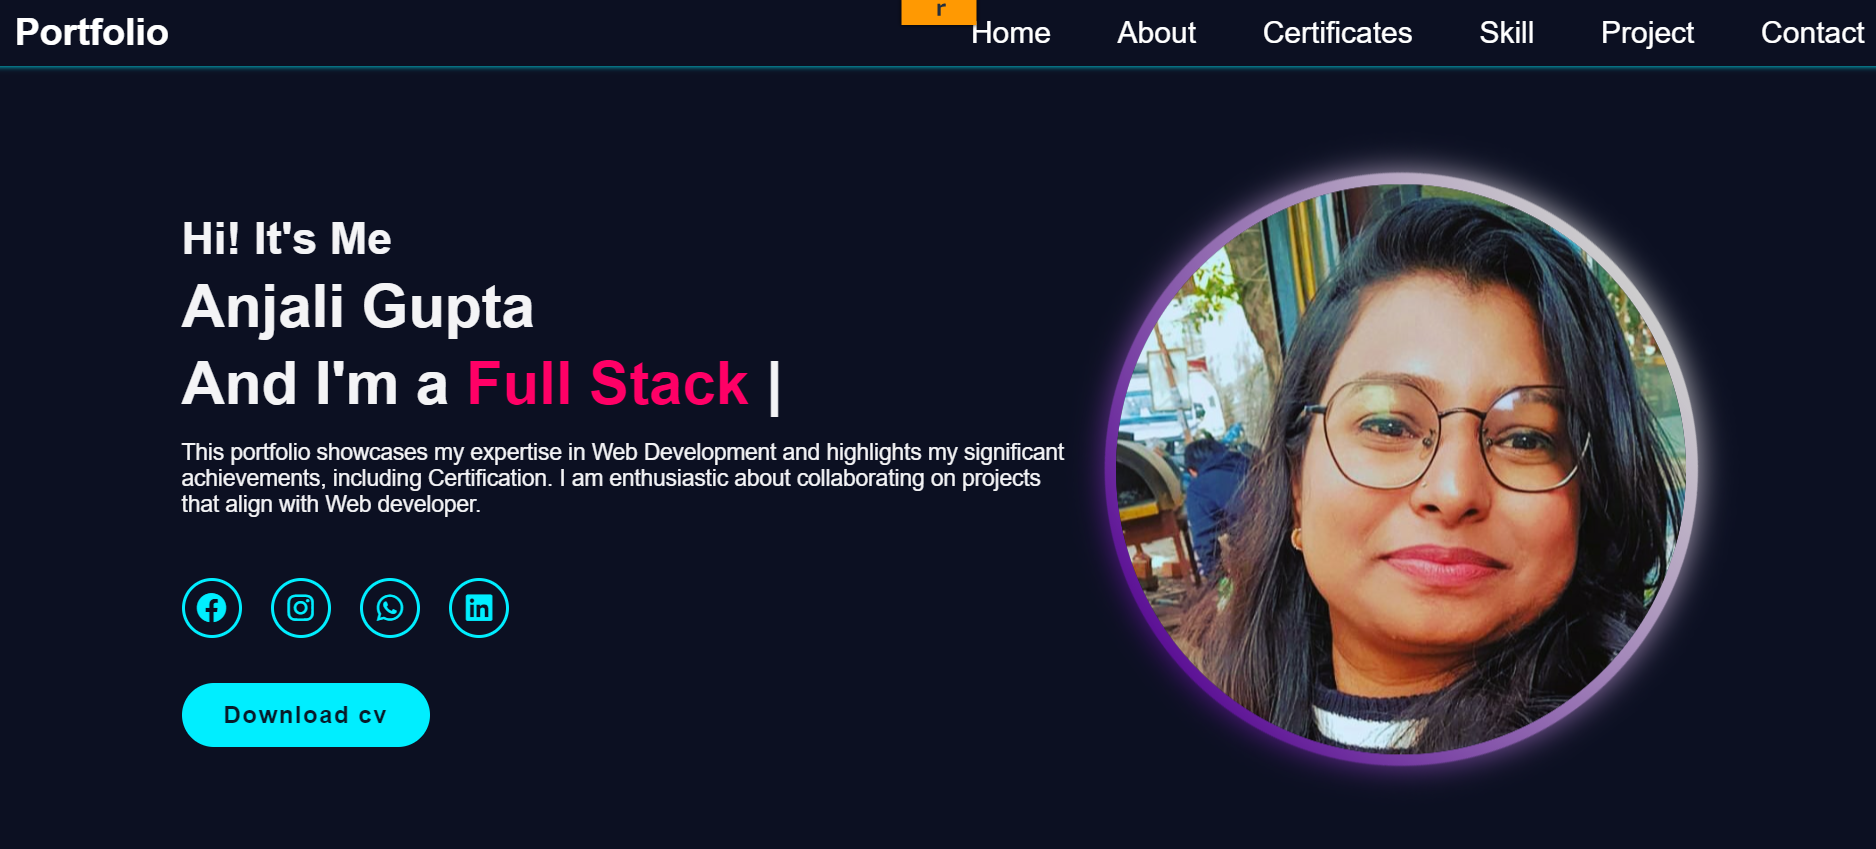 Portfolio
r
Home About Certificates Skill Project Contact
Hi! It's Me
Anjali Gupta
And I'm a Full Stack |
This portfolio showcases my expertise in Web Development and highlights my significant
achievements, including Certification. I am enthusiastic about collaborating on projects
that align with Web developer.
Download cv